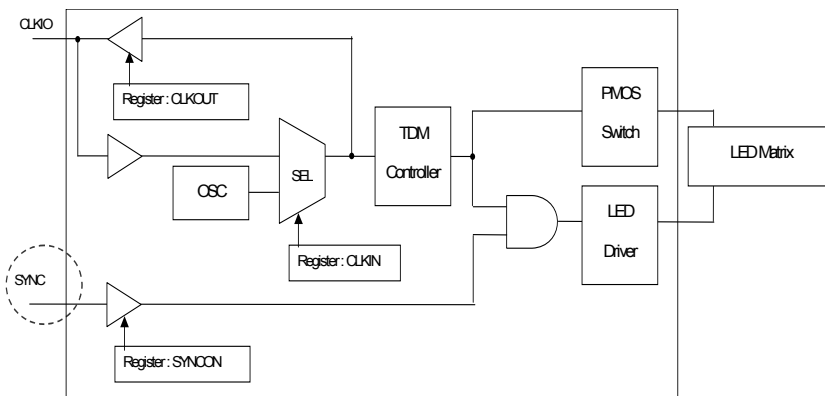 CLKIO
Register : CLKOUT
PMOS
Switch
TDM
Controller
LED Matrix
SEL
OSC
LED
Driver
Register : CLKIN
SYNC
Register : SYNCON